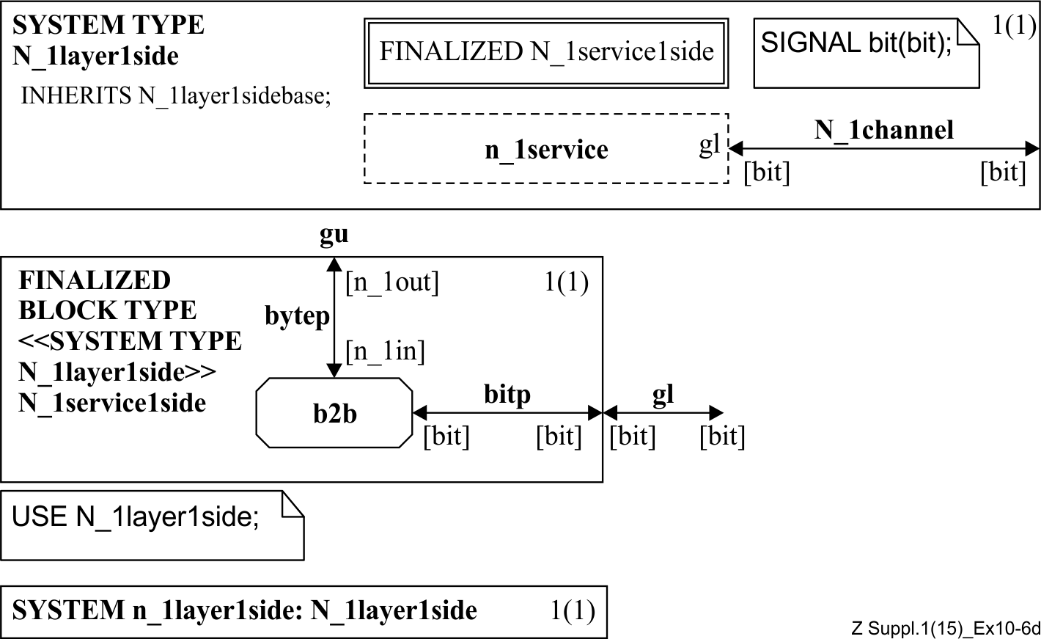 SYSTEM TYPE
N_1layer1side
INHERITS N_1layer1sidebase;
FINALIZED N_1service1side
SIGNAL bit(bit);
1(1)
n_1service
gl
N_1channel
[bit]
[bit]
gu
FINALIZED
BLOCK TYPE
<<SYSTEM TYPE
N_1layer1side>>
N_1service1side
[n_1out]
bytep
[n_1in]
1(1)
b2b
bitp
gl
[bit]
[bit]
[bit]
[bit]
USE N_1layer1side;
SYSTEM n_1layer1side: N_1layer1side
1(1)
Z Suppl.1(15)_Ex10-6d